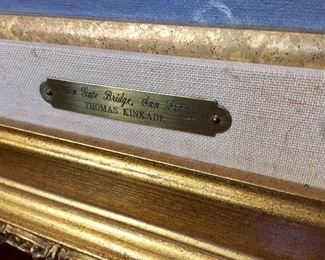 Gate Bridge, San
THOMAS KINKADE